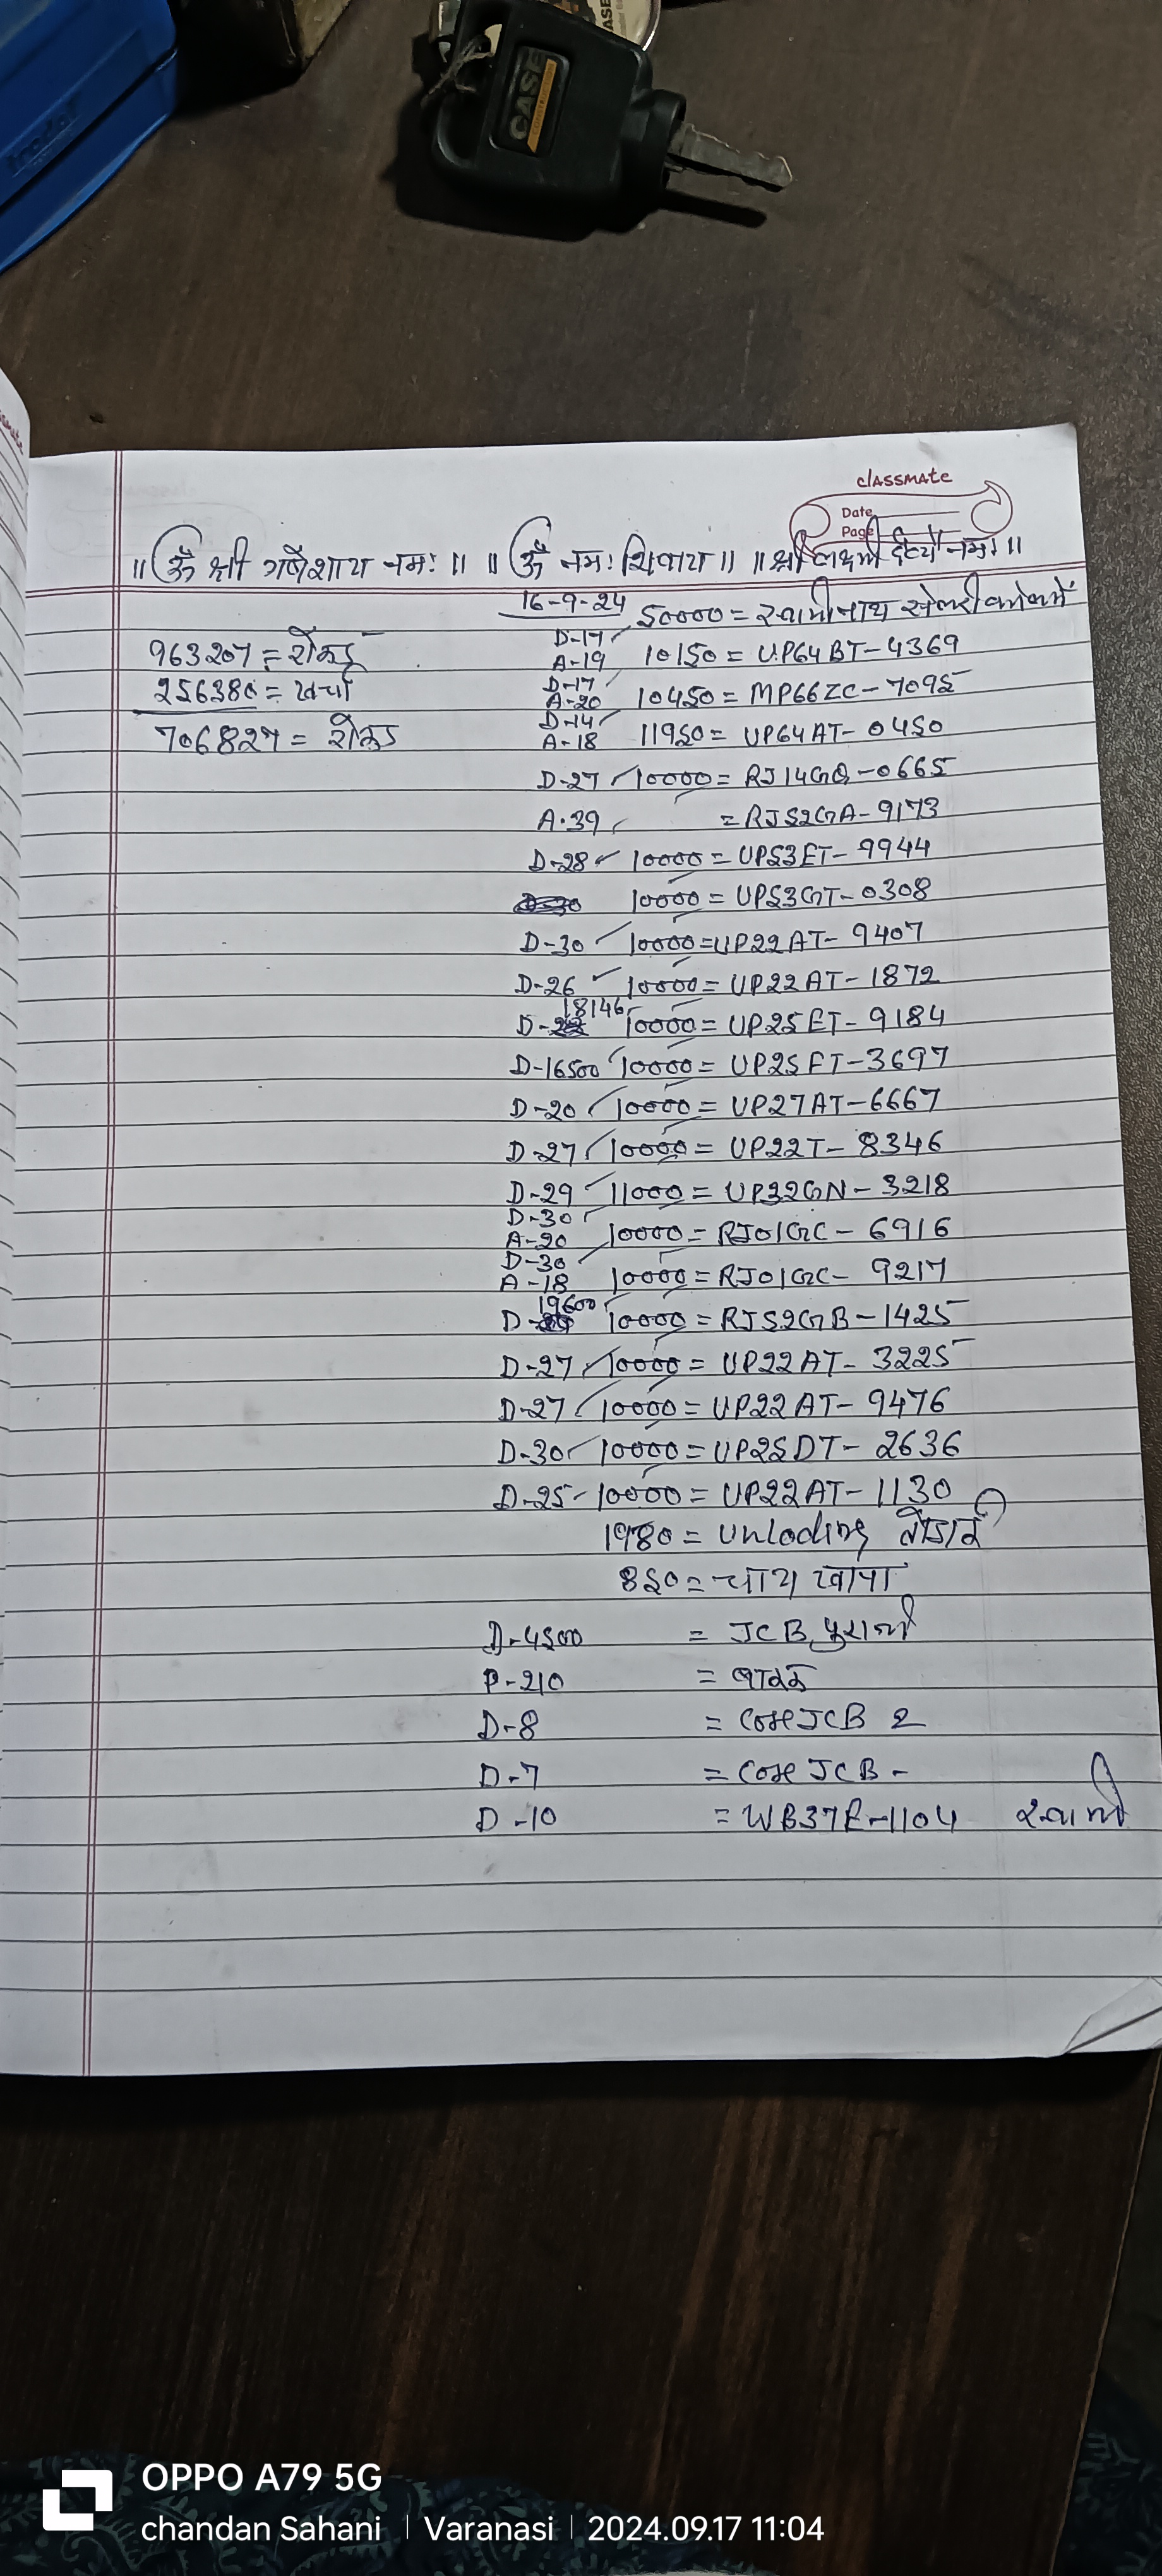 CASE
CASE
CONSTRUCTION
classmate
Date
Page
॥ ॐ श्री गणेशाय नमः ॥ ॥ ॐ नमः शिवाय ॥ ॥ श्री लक्ष्मी देव्यै नमः ॥
16-9-24
50000 = स्वामीनाथ
963207 = रोकड़
256380 = खर्चा
706827 = रोकड़
D-17
A-19 10150 = UP64BT-4369
D-17
A-20 10450 = MP66ZC-7095
D-14
A-18 11950 = UP64AT-0450
D-27 10000 = RJ14GQ-0665
A-39 = RJ52GA-9173
D-28 10000 = UP53ET-9944
10000 = UP53GT-0308
D-30 10000 = UP22AT-9407
D-26 10000 = UP22AT-1872
18146
D- 10000 = UP25ET-9184
D-16500 10000 = UP25FT-3697
D-20 10000 = UP27AT-6667
D-27 10000 = UP22T-8346
D-29 11000 = UP32GN-3218
D-30
A-20 10000 = RJ01GC-6916
D-30
A-18 10000 = RJ01GC-9217
19600
D- 10000 = RJ52GB-1425
D-27 10000 = UP22AT-3225
D-27 10000 = UP22AT-9476
D-30 10000 = UP25DT-2636
D-25 10000 = UP22AT-1130
1980 = Unloading
850 = चाय खाना
D-4500 = JCB पुरानी
P-210 = बाईक
D-8 = Case JCB 2
D-7 = Case JCB -
D-10 = WB37E-1104 स्वामी
OPPO A79 5G
chandan Sahani | Varanasi | 2024.09.17 11:04